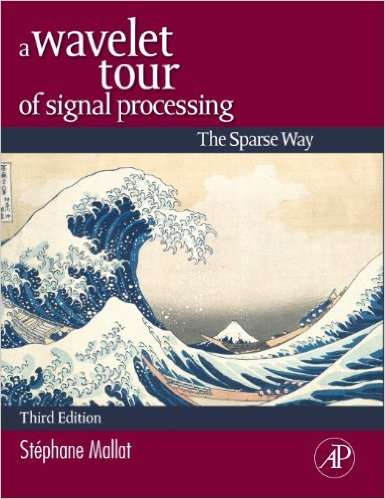 a wavelet
tour
of signal processing
The Sparse Way
Third Edition
Stéphane Mallat
AP